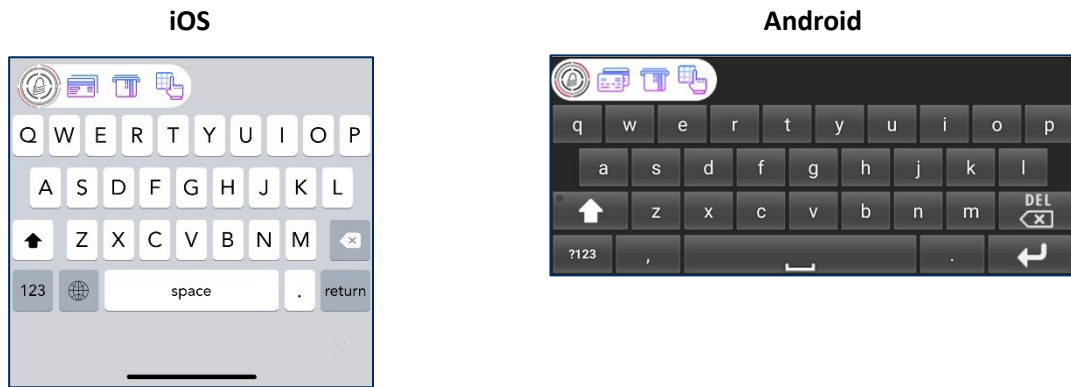 iOS
Q W E R T Y U I O P
A S D F G H J K L
Z X C V B N M
123 space . return
Android
q w e r t y u i o p
a s d f g h j k l
z x c v b n m DEL
?123 , .